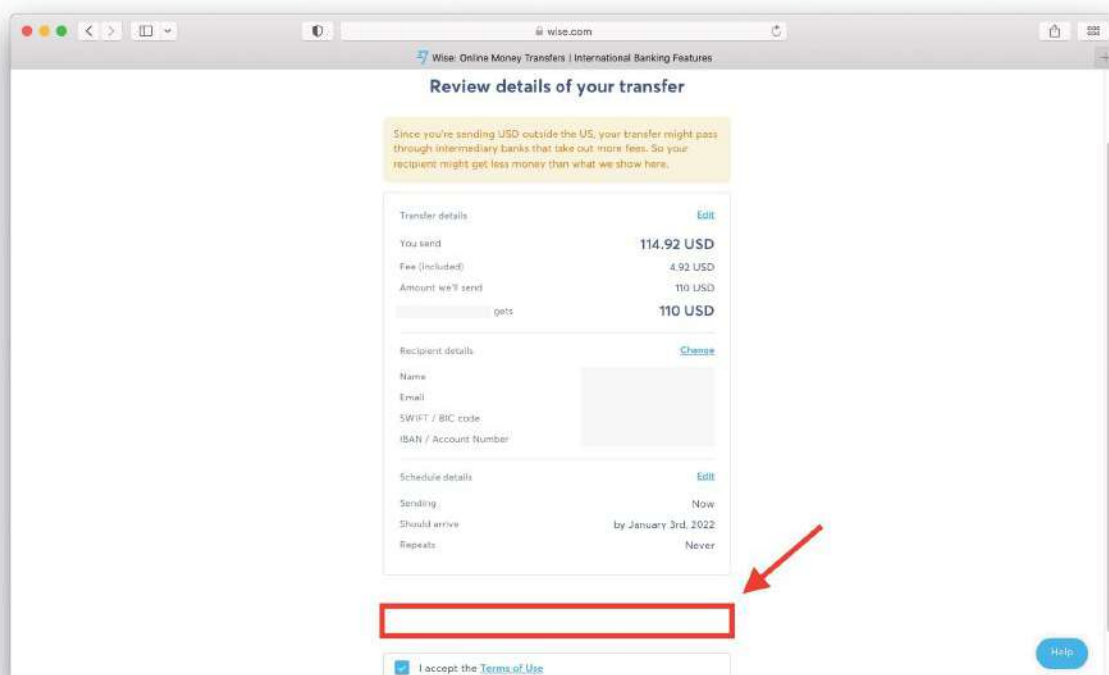 wise.com
Wise: Online Money Transfers | International Banking Features
Review details of your transfer
Since you're sending USD outside the US, your transfer might pass
through intermediary banks that take out more fees. So your
recipient might get less money than what we show here.
Transfer details Edit
You send 114.92 USD
Fee (included) 4.92 USD
Amount we'll send 110 USD
gets 110 USD
Recipient details Change
Name
Email
SWIFT / BIC code
IBAN / Account Number
Schedule details Edit
Sending Now
Should arrive by January 3rd, 2022
Repeats Never
I accept the Terms of Use
Help